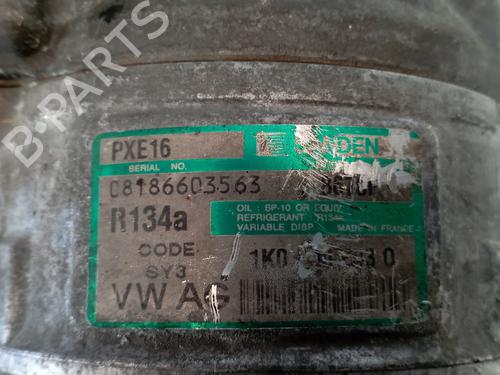 B-PARTS
PXE16
SERIAL NO.
08186603563
R134a
OIL : SP-10 OR EQUIV
REFRIGERANT R134a
VARIABLE DISP. MADE IN FRANCE
CODE
SY3
1K0
VW AG